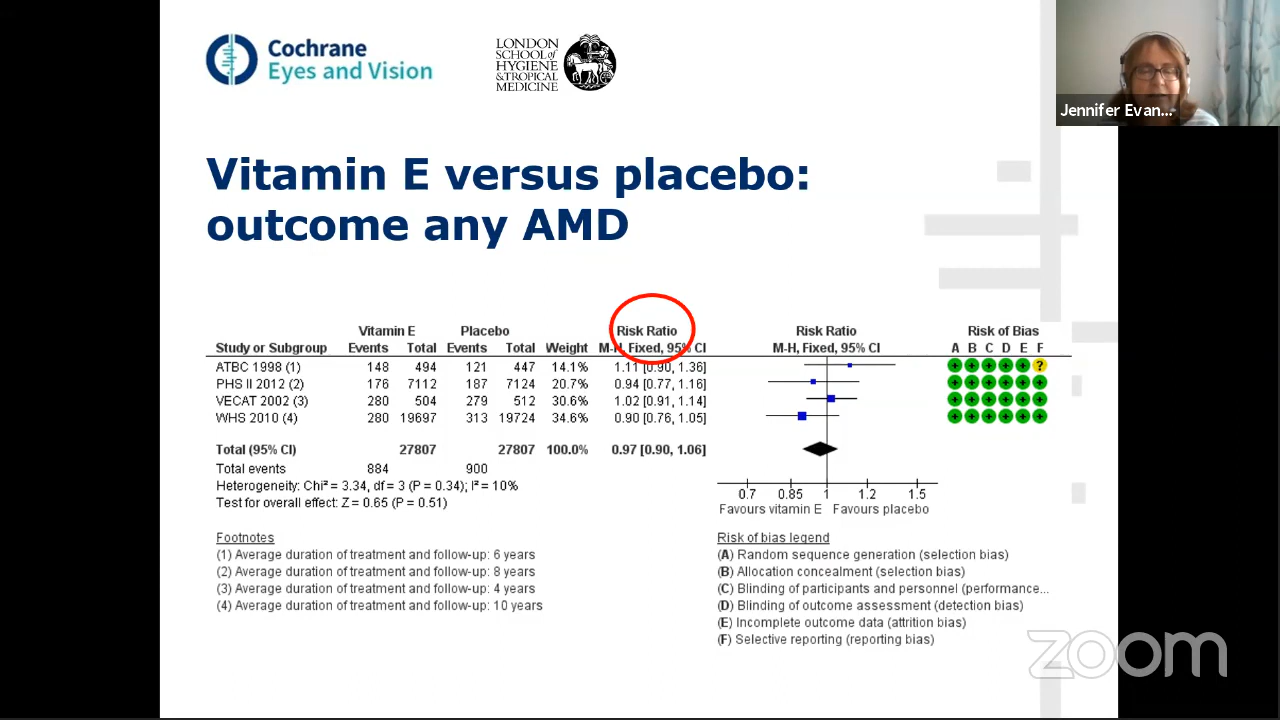 Cochrane
Eyes and Vision
LONDON
SCHOOL of
HYGIENE
& TROPICAL
MEDICINE
Jennifer Evan...
Vitamin E versus placebo:
outcome any AMD
Vitamin E Placebo Risk Ratio Risk Ratio Risk of Bias
Study or Subgroup Events Total Events Total Weight M-H, Fixed, 95% CI M-H, Fixed, 95% CI A B C D E F
ATBC 1998 (1) 148 494 121 447 14.1% 1.11 [0.90, 1.36] + + + + + ?
PHS II 2012 (2) 176 7112 187 7124 20.7% 0.94 [0.77, 1.16] + + + + + +
VECAT 2002 (3) 280 504 279 512 30.6% 1.02 [0.91, 1.14] + + + + + +
WHS 2010 (4) 280 19697 313 19724 34.6% 0.90 [0.76, 1.05] + + + + + +
Total (95% CI) 27807 27807 100.0% 0.97 [0.90, 1.06]
Total events 884 900
Heterogeneity: Chi² = 3.34, df = 3 (P = 0.34); I² = 10%
Test for overall effect: Z = 0.65 (P = 0.51)
0.7 0.85 1 1.2 1.5
Favours vitamin E Favours placebo
Footnotes
(1) Average duration of treatment and follow-up: 6 years
(2) Average duration of treatment and follow-up: 8 years
(3) Average duration of treatment and follow-up: 4 years
(4) Average duration of treatment and follow-up: 10 years
Risk of bias legend
(A) Random sequence generation (selection bias)
(B) Allocation concealment (selection bias)
(C) Blinding of participants and personnel (performance...
(D) Blinding of outcome assessment (detection bias)
(E) Incomplete outcome data (attrition bias)
(F) Selective reporting (reporting bias)
zoom